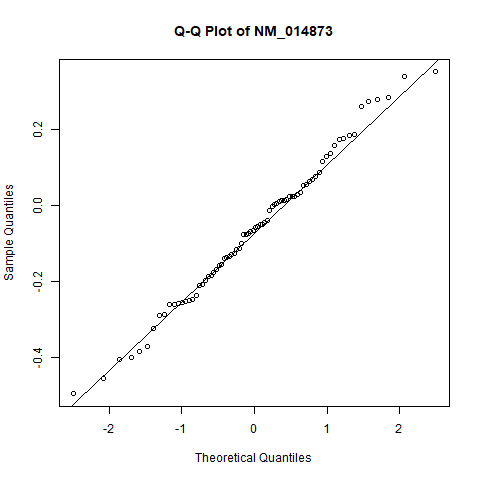 Q-Q Plot of NM_014873
Sample Quantiles
0.2
0.0
-0.2
-0.4
-2 -1 0 1 2
Theoretical Quantiles